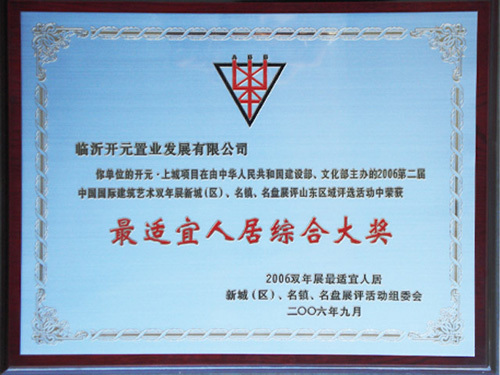 临沂开元置业发展有限公司
你单位的开元·上城项目在由中华人民共和国建设部、文化部主办的2006第二届
中国国际建筑艺术双年展新城(区)、名镇、名盘展评山东区域评选活动中荣获
最适宜人居综合大奖
2006双年展最适宜人居
新城(区)、名镇、名盘展评活动组委会
二〇〇六年九月